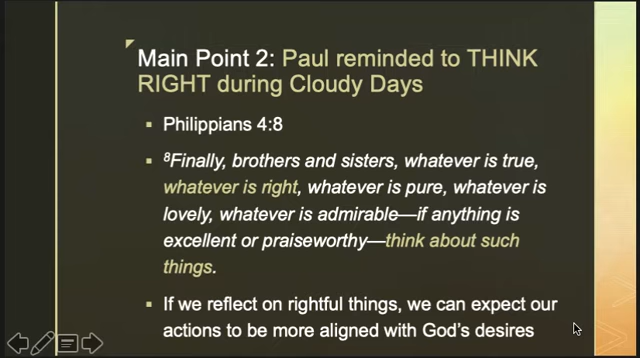 Main Point 2: Paul reminded to THINK
RIGHT during Cloudy Days
Philippians 4:8
8Finally, brothers and sisters, whatever is true,
whatever is right, whatever is pure, whatever is
lovely, whatever is admirable—if anything is
excellent or praiseworthy—think about such
things.
If we reflect on rightful things, we can expect our
actions to be more aligned with God's desires